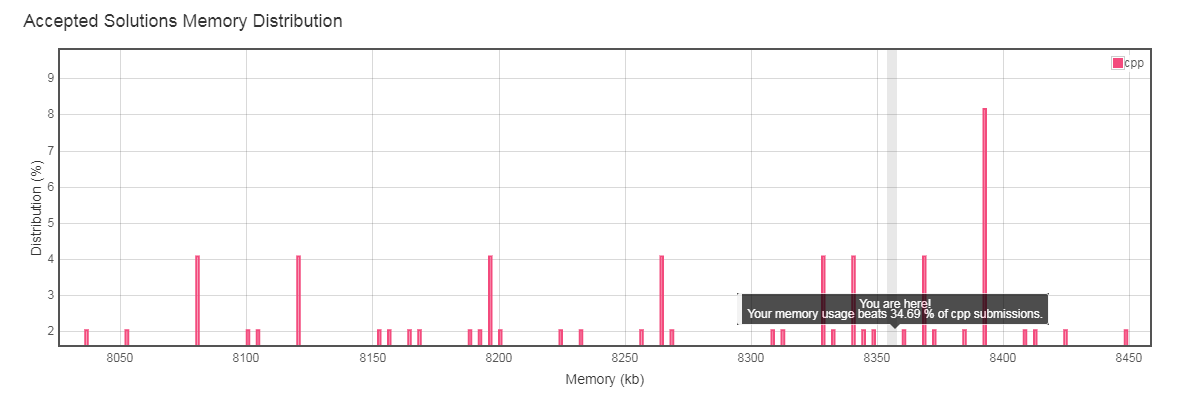 Accepted Solutions Memory Distribution
cpp
9
8
7
6
5
4
3
2
Distribution (%)
You are here!
Your memory usage beats 34.69 % of cpp submissions.
8050 8100 8150 8200 8250 8300 8350 8400 8450
Memory (kb)